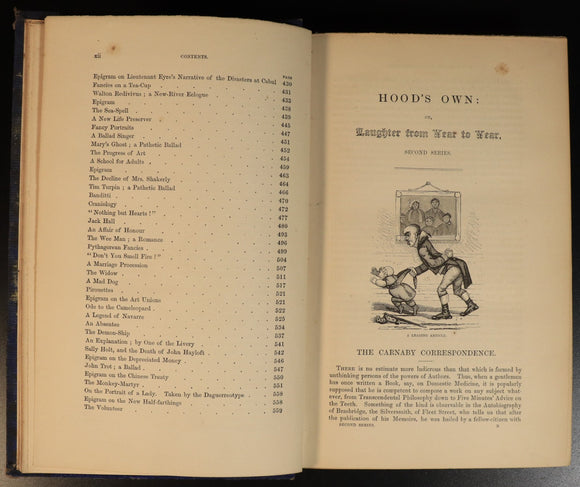 xii
CONTENTS.
PAGE
Epigram on Lieutenant Eyre's Narrative of the Disasters at Cabul
Fancies on a Tea-Cup 430
Walton Redivivus ; a New-River Eclogue 431
Epigram 433
The Sea-Spell 438
A New Life Preserver 439
Fancy Portraits 445
A Ballad Singer 447
Mary's Ghost ; a Pathetic Ballad 451
The Progress of Art 452
A School for Adults 454
Epigram 459
The Decline of Mrs. Shakerly 463
Tim Turpin ; a Pathetic Ballad 464
Banditti 466
Craniology 472
"Nothing but Hearts !" 477
Jack Hall 480
An Affair of Honour 493
The Wee Man ; a Romance 495
Pythagorean Fancies 499
"Don't you Smell Fire !" 504
A Marriage Procession 507
The Widow 511
A Mad Dog
Pirouettes 517
Epigram on the Art Unions 521
Ode to the Cameleopard 522
A Legend of Navarre 525
An Absentee 534
The Demon-Ship 537
An Explanation ; by One of the Livery 541
Sally Holt, and the Death of John Hayloft 542
Epigram on the Depreciated Money
John Trot ; a Ballad
Epigram on the Chinese Treaty 550
The Monkey-Martyr 551
On the Portrait of a Lady. Taken by the Daguerreotype
Epigram on the New Half-farthings 558
The Volunteer 559
HOOD'S OWN :
OR,
Laughter from Year to Year.
SECOND SERIES.
A LEADING ARTICLE.
THE CARNABY CORRESPONDENCE.
THERE is no estimate more ludicrous than that which is formed by
unthinking persons of the powers of Authors. Thus, when a gentleman
has once written a Book, say, on Domestic Medicine, it is popularly
supposed that he is competent to compose a work on any subject what-
ever, from Transcendental Philosophy down to Five Minutes' Advice on
the Teeth. Something of the kind is observable in the Autobiography
of Brasbridge, the Silversmith, of Fleet Street, who tells us that after
the publication of his Memoirs, he was hailed by a fellow-citizen with
SECOND SERIES.